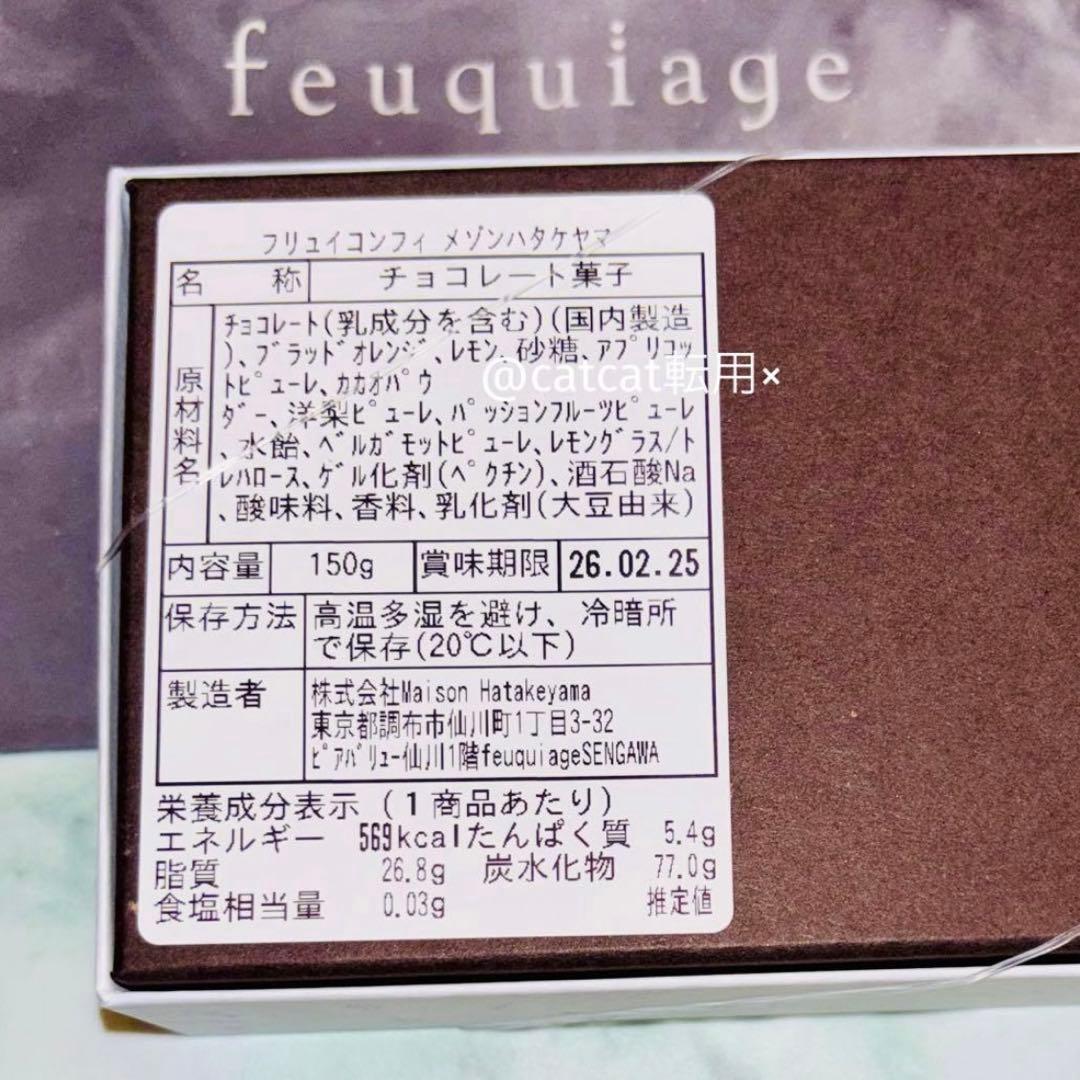 feuquiage
フリュイコンフィ メゾンハタケヤマ
名称 チョコレート菓子
原材料名
チョコレート(乳成分を含む)(国内製造
)、ブラッドオレンジ、レモン、砂糖、アプリコッ
トピューレ、カカオパウ
ダー、洋梨ピューレ、パッションフルーツピューレ
、水飴、ベルガモットピューレ、レモングラス/ト
レハロース、ゲル化剤(ペクチン)、酒石酸Na
、酸味料、香料、乳化剤(大豆由来)
@catcat転用×
内容量 150g 賞味期限 26.02.25
保存方法 高温多湿を避け、冷暗所
で保存(20℃以下)
製造者 株式会社Maison Hatakeyama
東京都調布市仙川町1丁目3-32
ピアバリュー仙川1階feuquiageSENGAWA
栄養成分表示(1商品あたり)
エネルギー 569kcal たんぱく質 5.4g
脂質 26.8g 炭水化物 77.0g
食塩相当量 0.03g 推定値